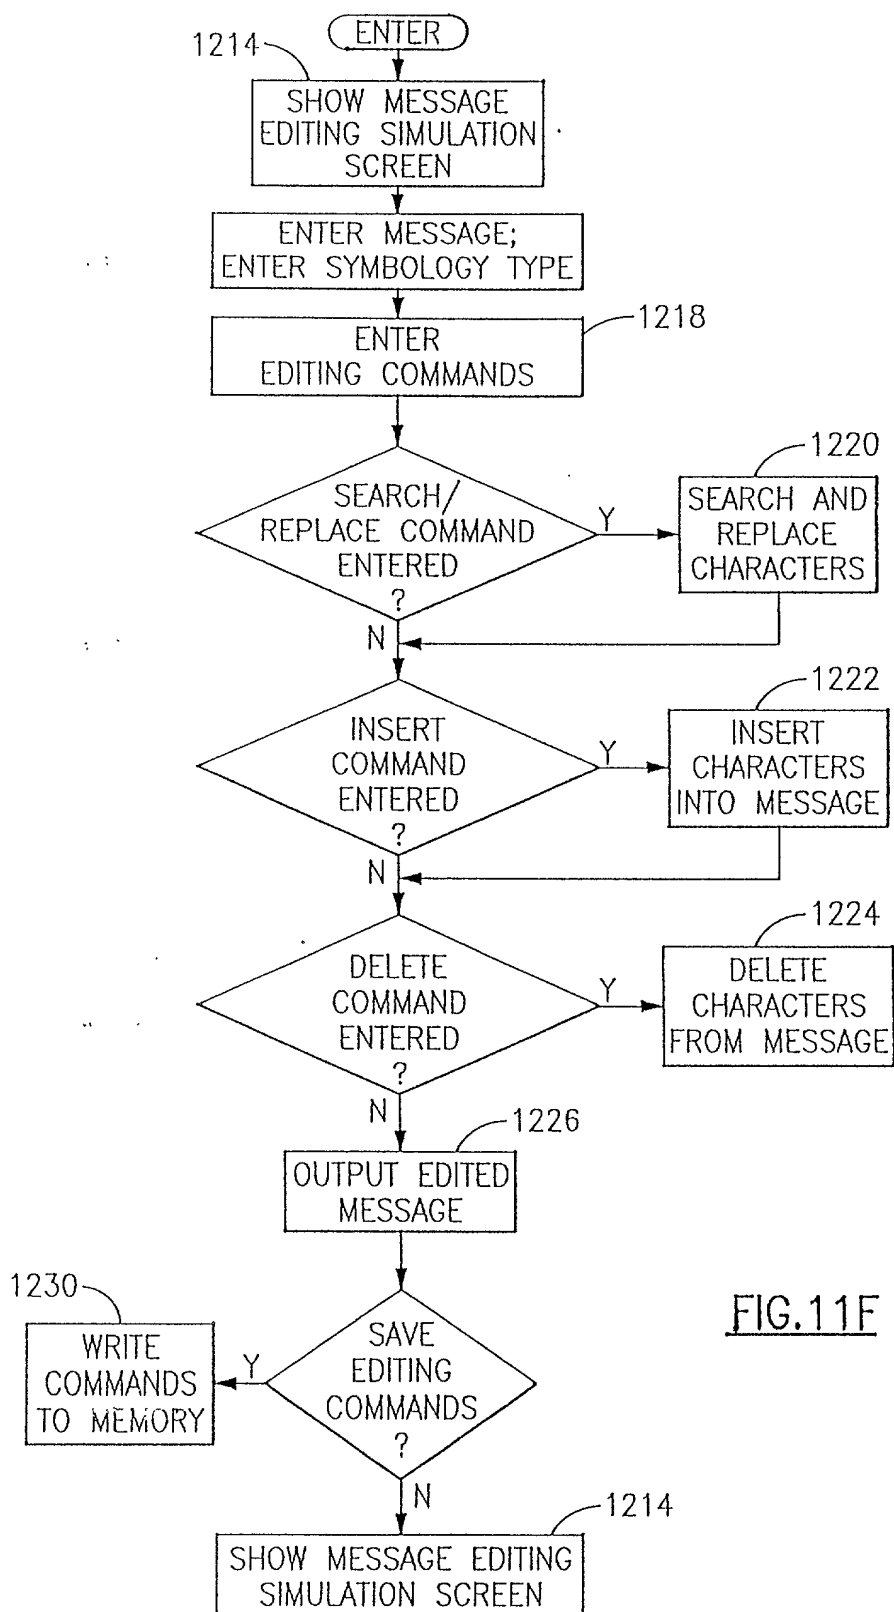 ENTER
1214
SHOW MESSAGE
EDITING SIMULATION
SCREEN
ENTER MESSAGE;
ENTER SYMBOLOGY TYPE
1218
ENTER
EDITING COMMANDS
1220
SEARCH/
REPLACE COMMAND
ENTERED
?
Y
SEARCH AND
REPLACE
CHARACTERS
N
1222
INSERT
COMMAND
ENTERED
?
Y
INSERT
CHARACTERS
INTO MESSAGE
N
1224
DELETE
COMMAND
ENTERED
?
Y
DELETE
CHARACTERS
FROM MESSAGE
N
1226
OUTPUT EDITED
MESSAGE
1230
WRITE
COMMANDS
TO MEMORY
Y
SAVE
EDITING
COMMANDS
?
FIG.11F
N
1214
SHOW MESSAGE EDITING
SIMULATION SCREEN